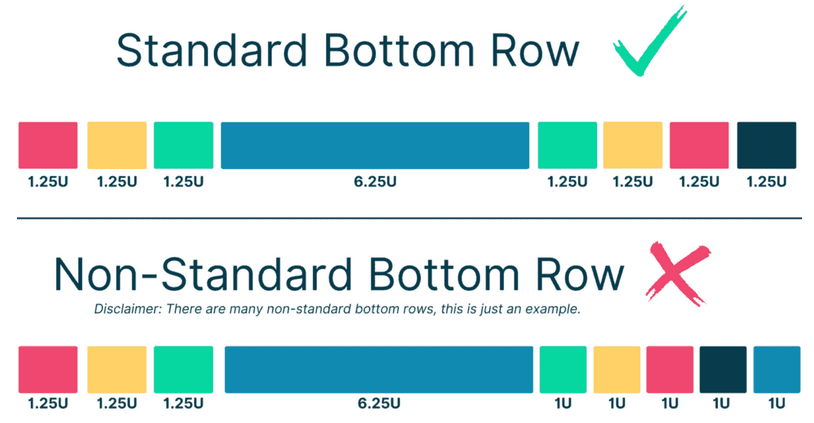 Standard Bottom Row
1.25U 1.25U 1.25U 6.25U 1.25U 1.25U 1.25U 1.25U
Non-Standard Bottom Row
Disclaimer: There are many non-standard bottom rows, this is just an example.
1.25U 1.25U 1.25U 6.25U 1U 1U 1U 1U 1U